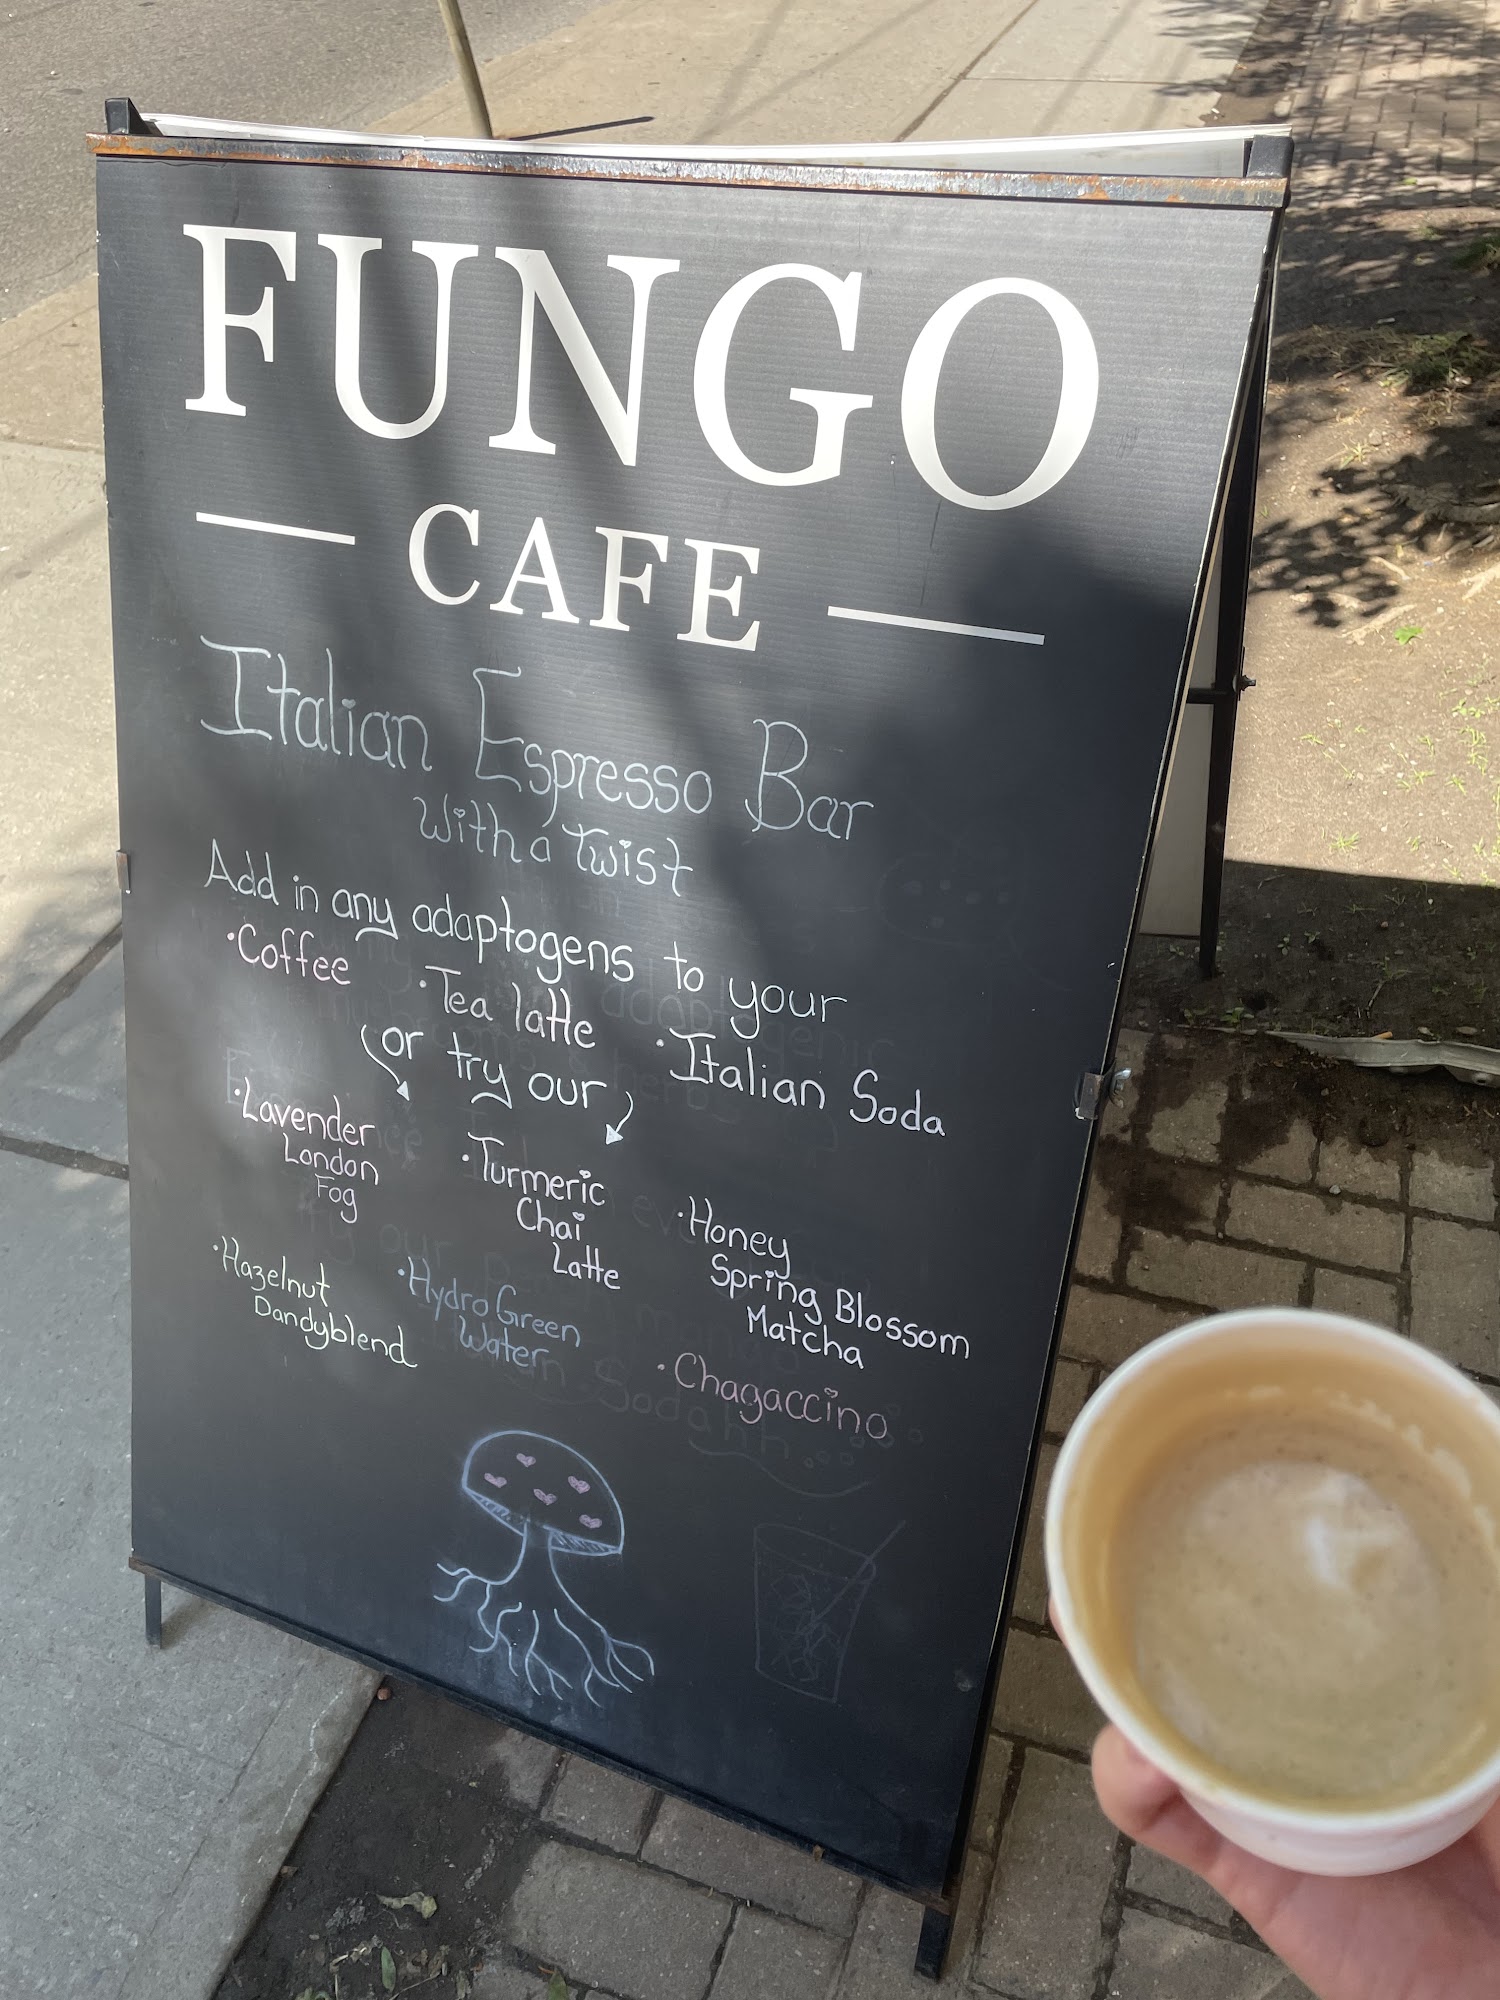 FUNGO
CAFE
Italian Espresso Bar
With a twist
Add in any adaptogens to your
·Coffee ·Tea latte ·Italian Soda
or try our
·Lavender
London
Fog
·Turmeric
Chai
Latte
·Honey
Spring Blossom
Matcha
·Hazelnut
Dandyblend
·Hydro Green
Water
·Chagaccino